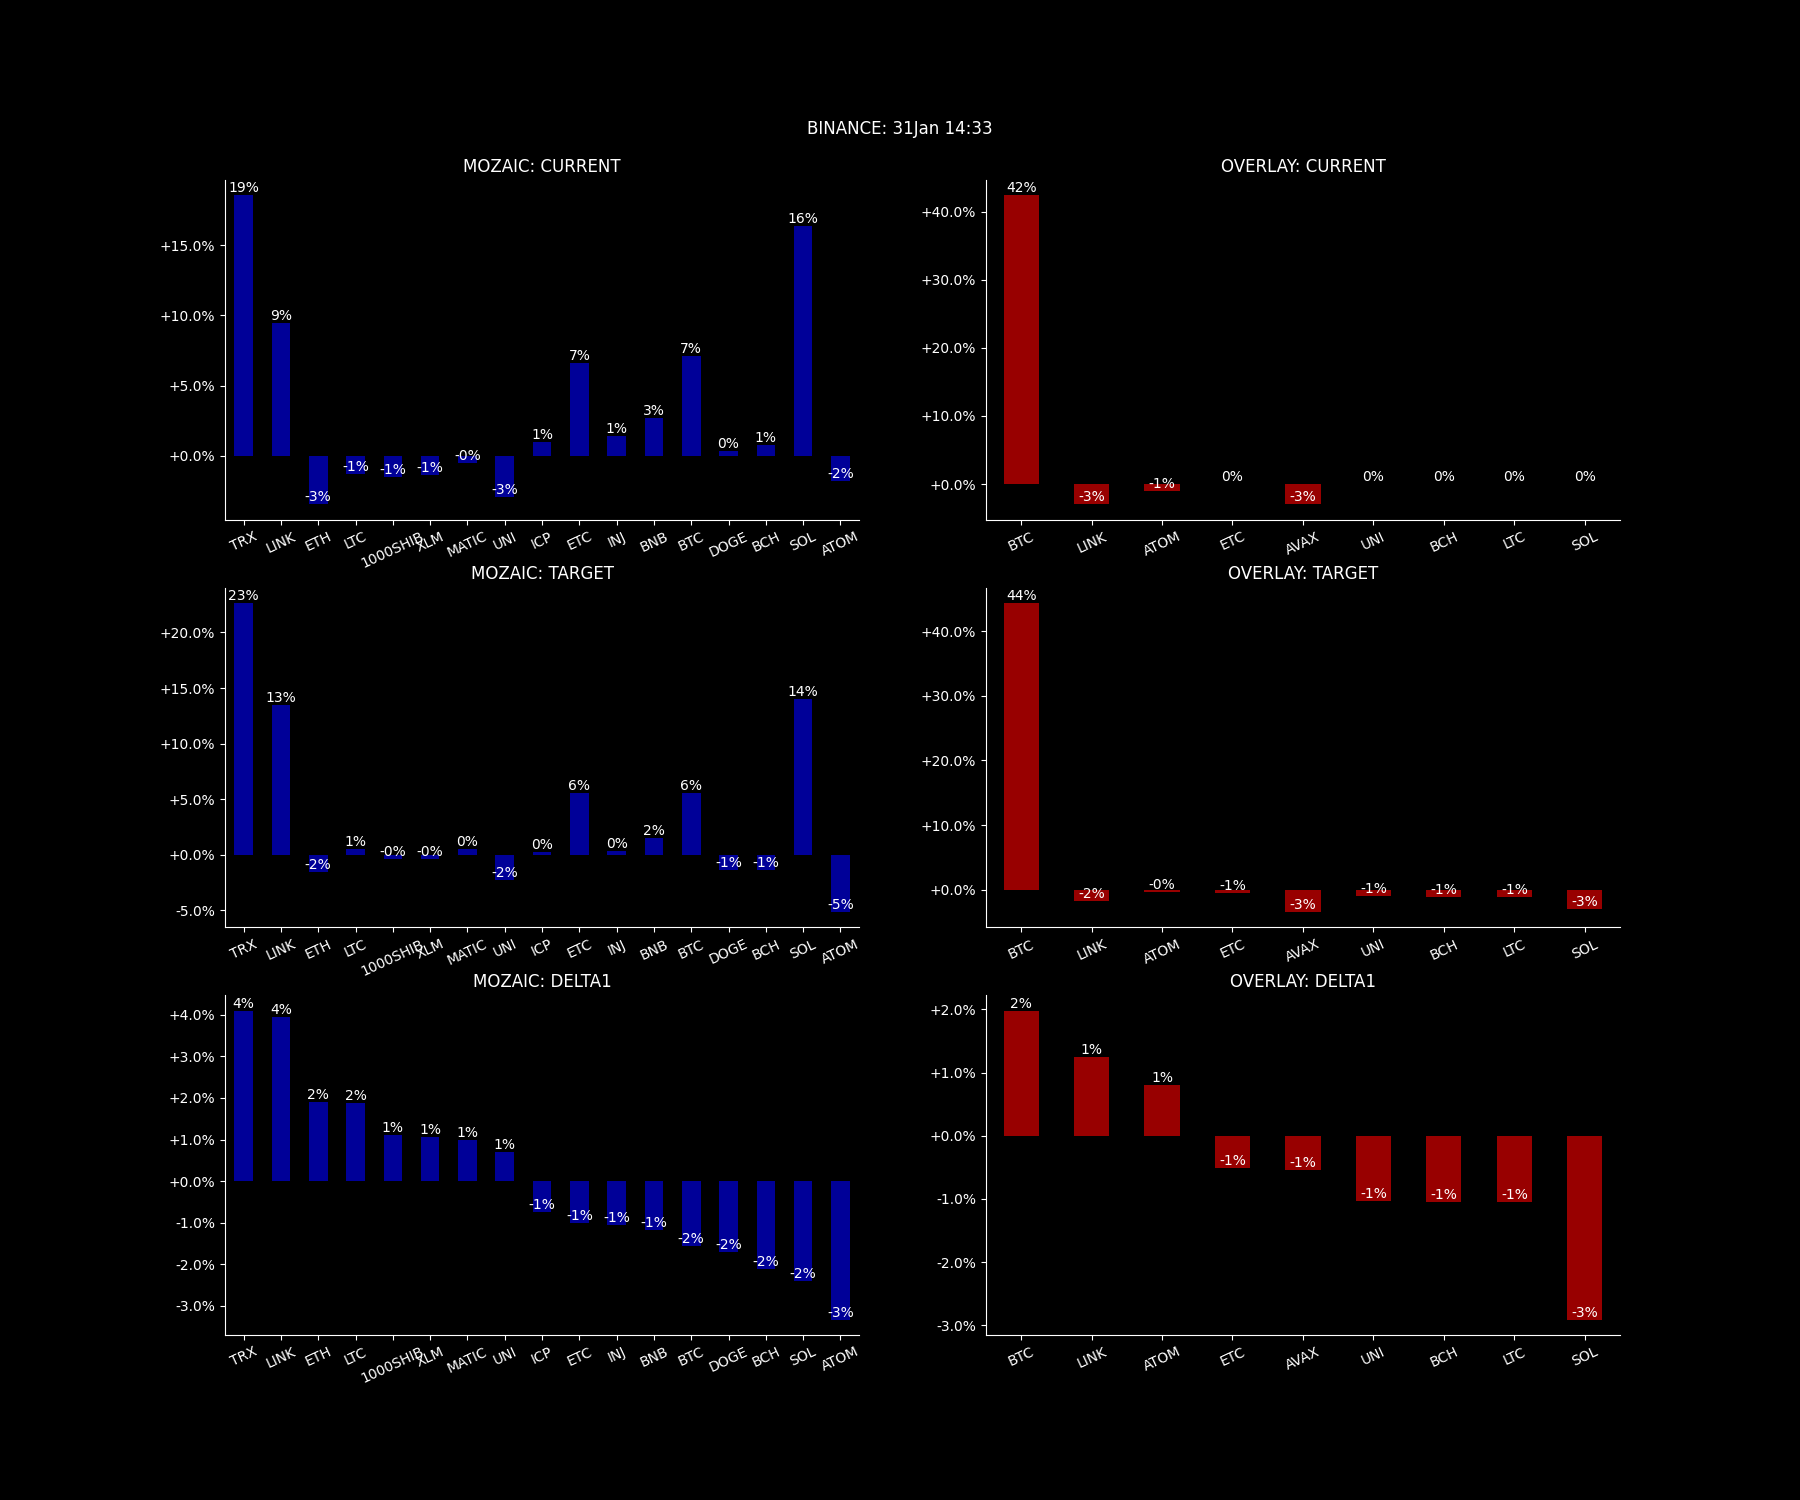 BINANCE: 31Jan 14:33
MOZAIC: CURRENT
19% 9% -3% -1% -1% -1% -0% -3% 1% 7% 1% 3% 7% 0% 1% 16% -2%
+15.0%
+10.0%
+5.0%
+0.0%
TRX LINK ETH LTC 1000SHIB XLM MATIC UNI ICP ETC INJ BNB BTC DOGE BCH SOL ATOM
OVERLAY: CURRENT
42% -3% -1% 0% -3% 0% 0% 0% 0%
+40.0%
+30.0%
+20.0%
+10.0%
+0.0%
BTC LINK ATOM ETC AVAX UNI BCH LTC SOL
MOZAIC: TARGET
23% 13% -2% 1% -0% -0% 0% -2% 0% 6% 0% 2% 6% -1% -1% 14% -5%
+20.0%
+15.0%
+10.0%
+5.0%
+0.0%
-5.0%
TRX LINK ETH LTC 1000SHIB XLM MATIC UNI ICP ETC INJ BNB BTC DOGE BCH SOL ATOM
OVERLAY: TARGET
44% -2% -0% -1% -3% -1% -1% -1% -3%
+40.0%
+30.0%
+20.0%
+10.0%
+0.0%
BTC LINK ATOM ETC AVAX UNI BCH LTC SOL
MOZAIC: DELTA1
4% 4% 2% 2% 1% 1% 1% 1% -1% -1% -1% -1% -2% -2% -2% -2% -3%
+4.0%
+3.0%
+2.0%
+1.0%
+0.0%
-1.0%
-2.0%
-3.0%
TRX LINK ETH LTC 1000SHIB XLM MATIC UNI ICP ETC INJ BNB BTC DOGE BCH SOL ATOM
OVERLAY: DELTA1
2% 1% 1% -1% -1% -1% -1% -1% -3%
+2.0%
+1.0%
+0.0%
-1.0%
-2.0%
-3.0%
BTC LINK ATOM ETC AVAX UNI BCH LTC SOL